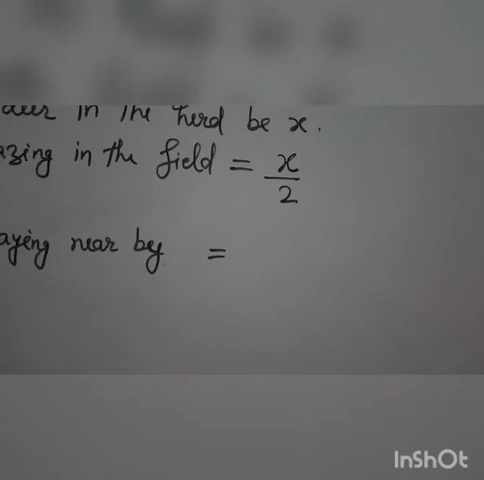 in the herd be x.
in the field = x/2
near by =
InShOt